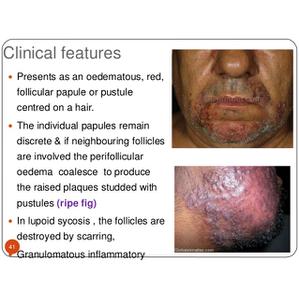 Clinical features
• Presents as an oedematous, red,
follicular papule or pustule
centred on a hair.
• The individual papules remain
discrete & if neighbouring follicles
are involved the perifollicular
oedema coalesce to produce
the raised plaques studded with
pustules (ripe fig)
• In lupoid sycosis , the follicles are
destroyed by scarring,
41
Granulomatous inflammatory